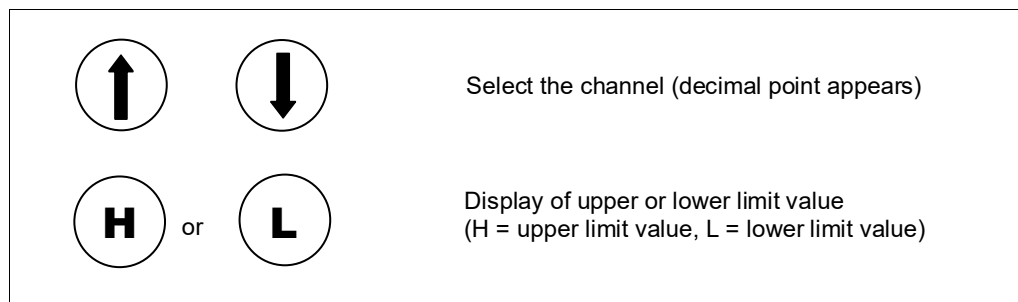 Select the channel (decimal point appears)
H or L
Display of upper or lower limit value
(H = upper limit value, L = lower limit value)